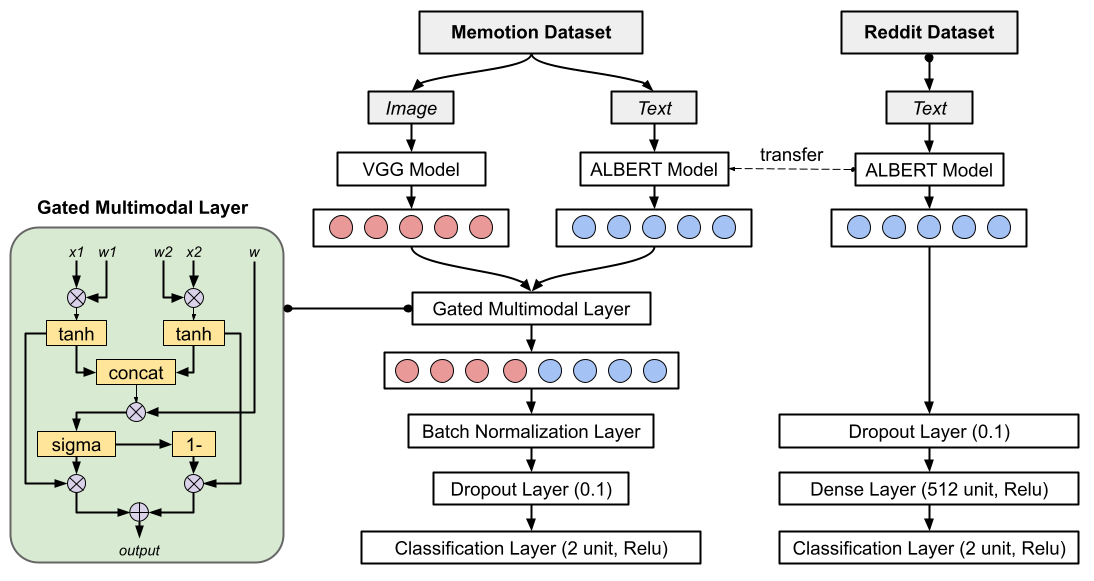 Memotion Dataset
Reddit Dataset
Image
Text
Text
VGG Model
ALBERT Model
transfer
ALBERT Model
Gated Multimodal Layer
x1 w1 w2 x2 w
tanh tanh
concat
sigma 1-
output
Gated Multimodal Layer
Batch Normalization Layer
Dropout Layer (0.1)
Classification Layer (2 unit, Relu)
Dropout Layer (0.1)
Dense Layer (512 unit, Relu)
Classification Layer (2 unit, Relu)